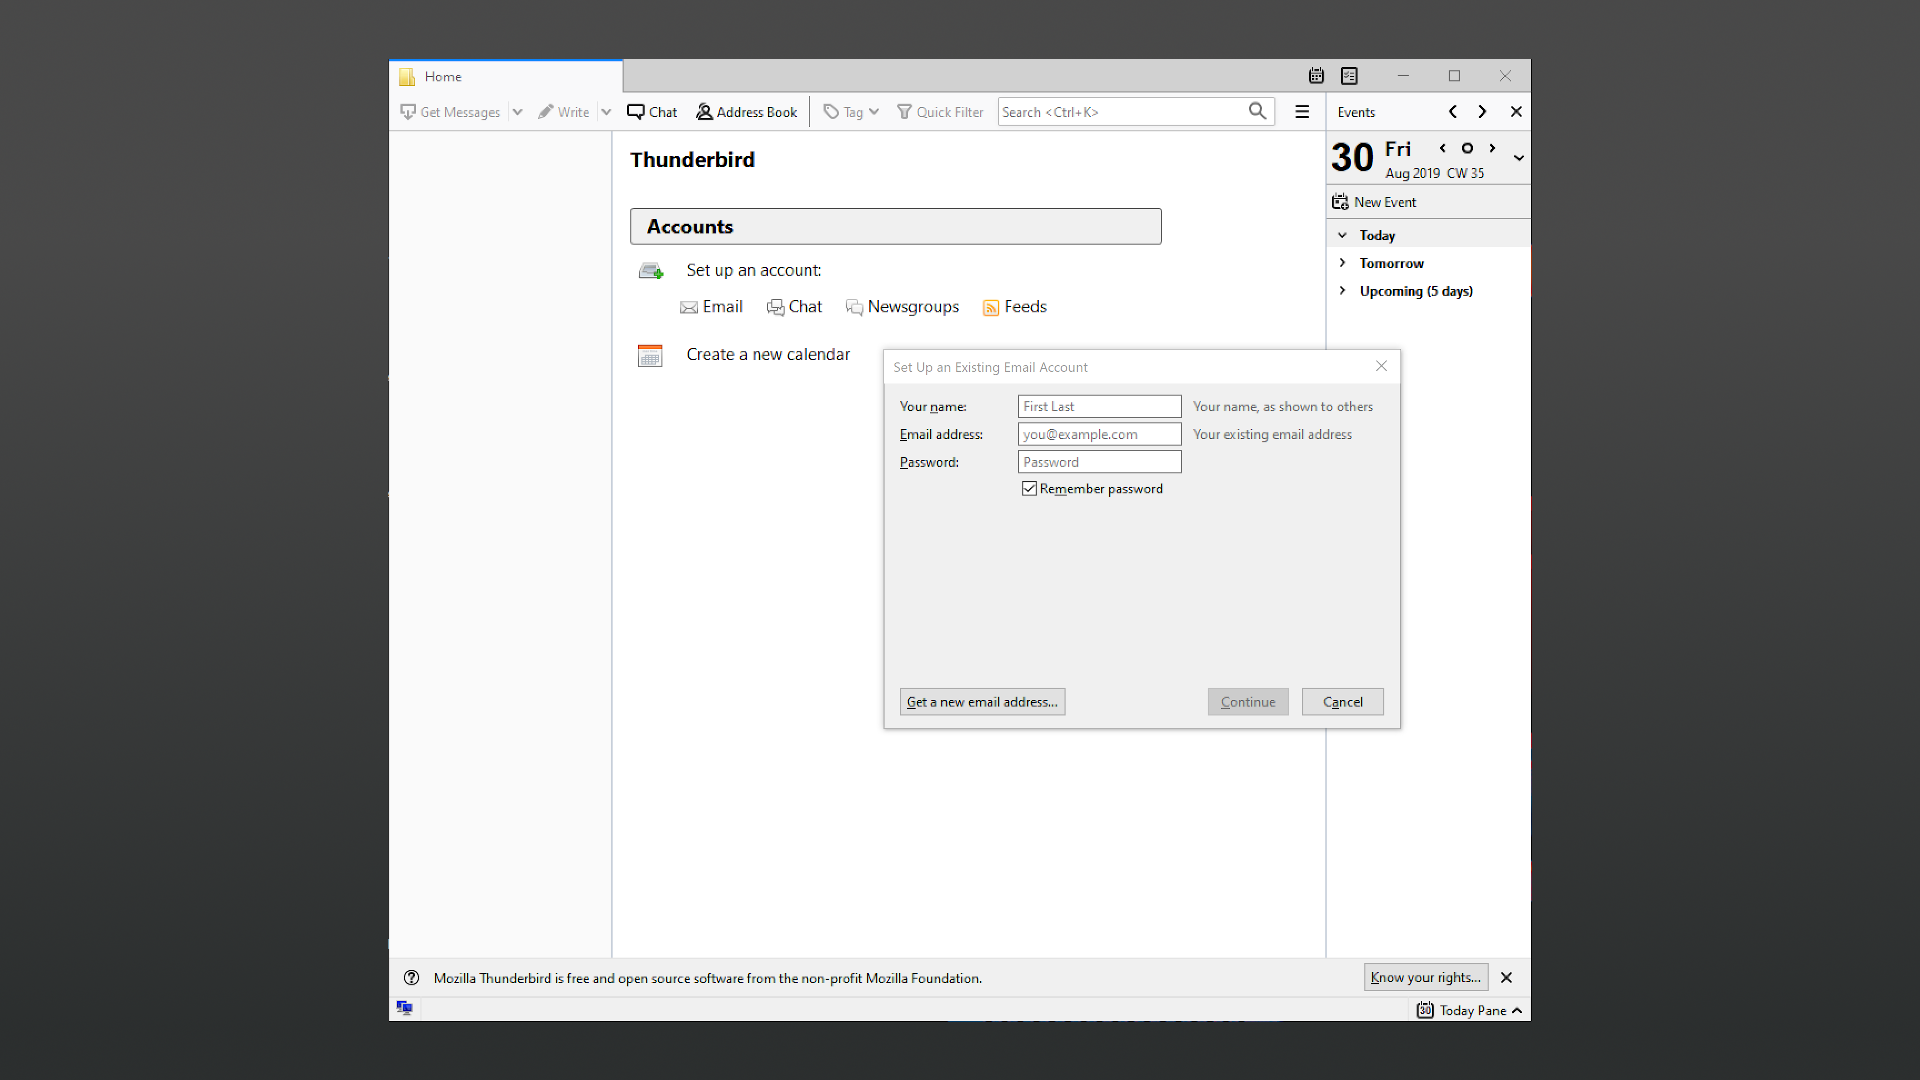 Home
Get Messages Write Chat Address Book Tag Quick Filter Search <Ctrl+K> Events
30 Fri
Aug 2019 CW 35
New Event
Today
Tomorrow
Upcoming (5 days)
Thunderbird
Accounts
Set up an account:
Email Chat Newsgroups Feeds
Create a new calendar
Set Up an Existing Email Account
Your name: First Last Your name, as shown to others
Email address: you@example.com Your existing email address
Password: Password
Remember password
Get a new email address... Continue Cancel
Mozilla Thunderbird is free and open source software from the non-profit Mozilla Foundation. Know your rights...
30 Today Pane